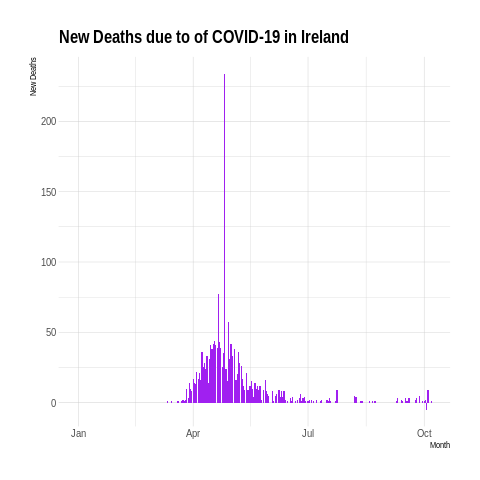 New Deaths due to of COVID-19 in Ireland
New Deaths
200
150
100
50
0
Jan Apr Jul Oct
Month